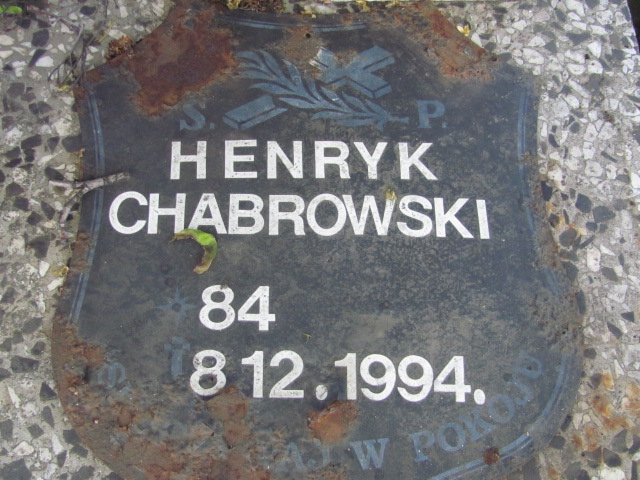 S. P.
HENRYK
CHABROWSKI
84
8 12.1994.
W POKOJU